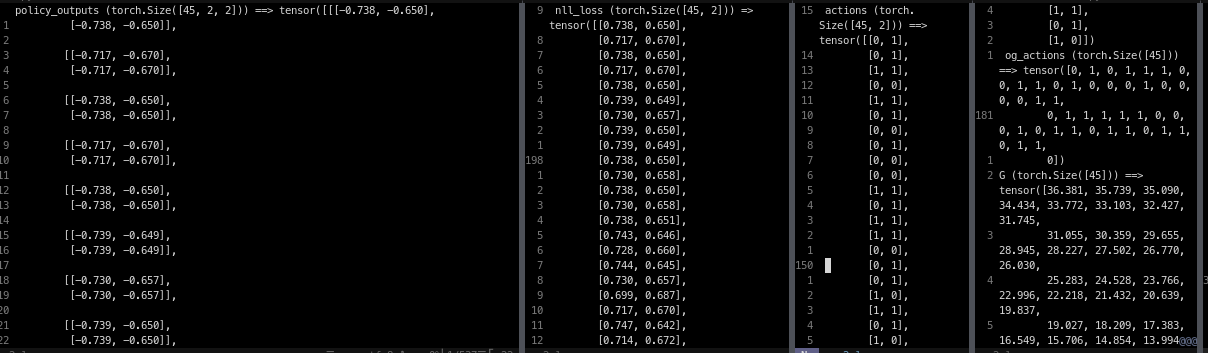 policy_outputs (torch.Size([45, 2, 2])) ==> tensor([[[−0.738, −0.650],
1 [−0.738, −0.650]],
2
3 [[−0.717, −0.670],
4 [−0.717, −0.670]],
5
6 [[−0.738, −0.650],
7 [−0.738, −0.650]],
8
9 [[−0.717, −0.670],
10 [−0.717, −0.670]],
11
12 [[−0.738, −0.650],
13 [−0.738, −0.650]],
14
15 [[−0.739, −0.649],
16 [−0.739, −0.649]],
17
18 [[−0.730, −0.657],
19 [−0.730, −0.657]],
20
21 [[−0.739, −0.650],
22 [−0.739, −0.650]],
9 nll_loss (torch.Size([45, 2])) =>
tensor([[0.738, 0.650],
8 [0.717, 0.670],
7 [0.738, 0.650],
6 [0.717, 0.670],
5 [0.738, 0.650],
4 [0.739, 0.649],
3 [0.730, 0.657],
2 [0.739, 0.650],
1 [0.739, 0.649],
198 [0.738, 0.650],
1 [0.730, 0.658],
2 [0.738, 0.650],
3 [0.730, 0.658],
4 [0.738, 0.651],
5 [0.743, 0.646],
6 [0.728, 0.660],
7 [0.744, 0.645],
8 [0.730, 0.657],
9 [0.699, 0.687],
10 [0.717, 0.670],
11 [0.747, 0.642],
12 [0.714, 0.672],
15 actions (torch.
Size([45, 2])) ==>
tensor([[0, 1],
14 [0, 1],
13 [1, 1],
12 [0, 0],
11 [1, 1],
10 [0, 1],
9 [0, 0],
8 [0, 1],
7 [0, 0],
6 [0, 0],
5 [1, 1],
4 [0, 1],
3 [1, 1],
2 [1, 1],
1 [0, 0],
150 [0, 1],
1 [0, 1],
2 [1, 0],
3 [1, 1],
4 [0, 1],
5 [1, 0],
4 [1, 1],
3 [0, 1],
2 [1, 0]])
1 og_actions (torch.Size([45]))
==> tensor([0, 1, 0, 1, 1, 1, 0,
0, 1, 1, 0, 1, 0, 0, 0, 1, 0, 0,
0, 0, 1, 1,
181 0, 1, 1, 1, 1, 1, 0, 0,
0, 1, 0, 1, 1, 0, 1, 1, 0, 1, 1,
0, 1, 1,
1 0])
2 G (torch.Size([45])) ==>
tensor([36.381, 35.739, 35.090,
34.434, 33.772, 33.103, 32.427,
31.745,
3 31.055, 30.359, 29.655,
28.945, 28.227, 27.502, 26.770,
26.030,
4 25.283, 24.528, 23.766,
22.996, 22.218, 21.432, 20.639,
19.837,
5 19.027, 18.209, 17.383,
16.549, 15.706, 14.854, 13.994@@@